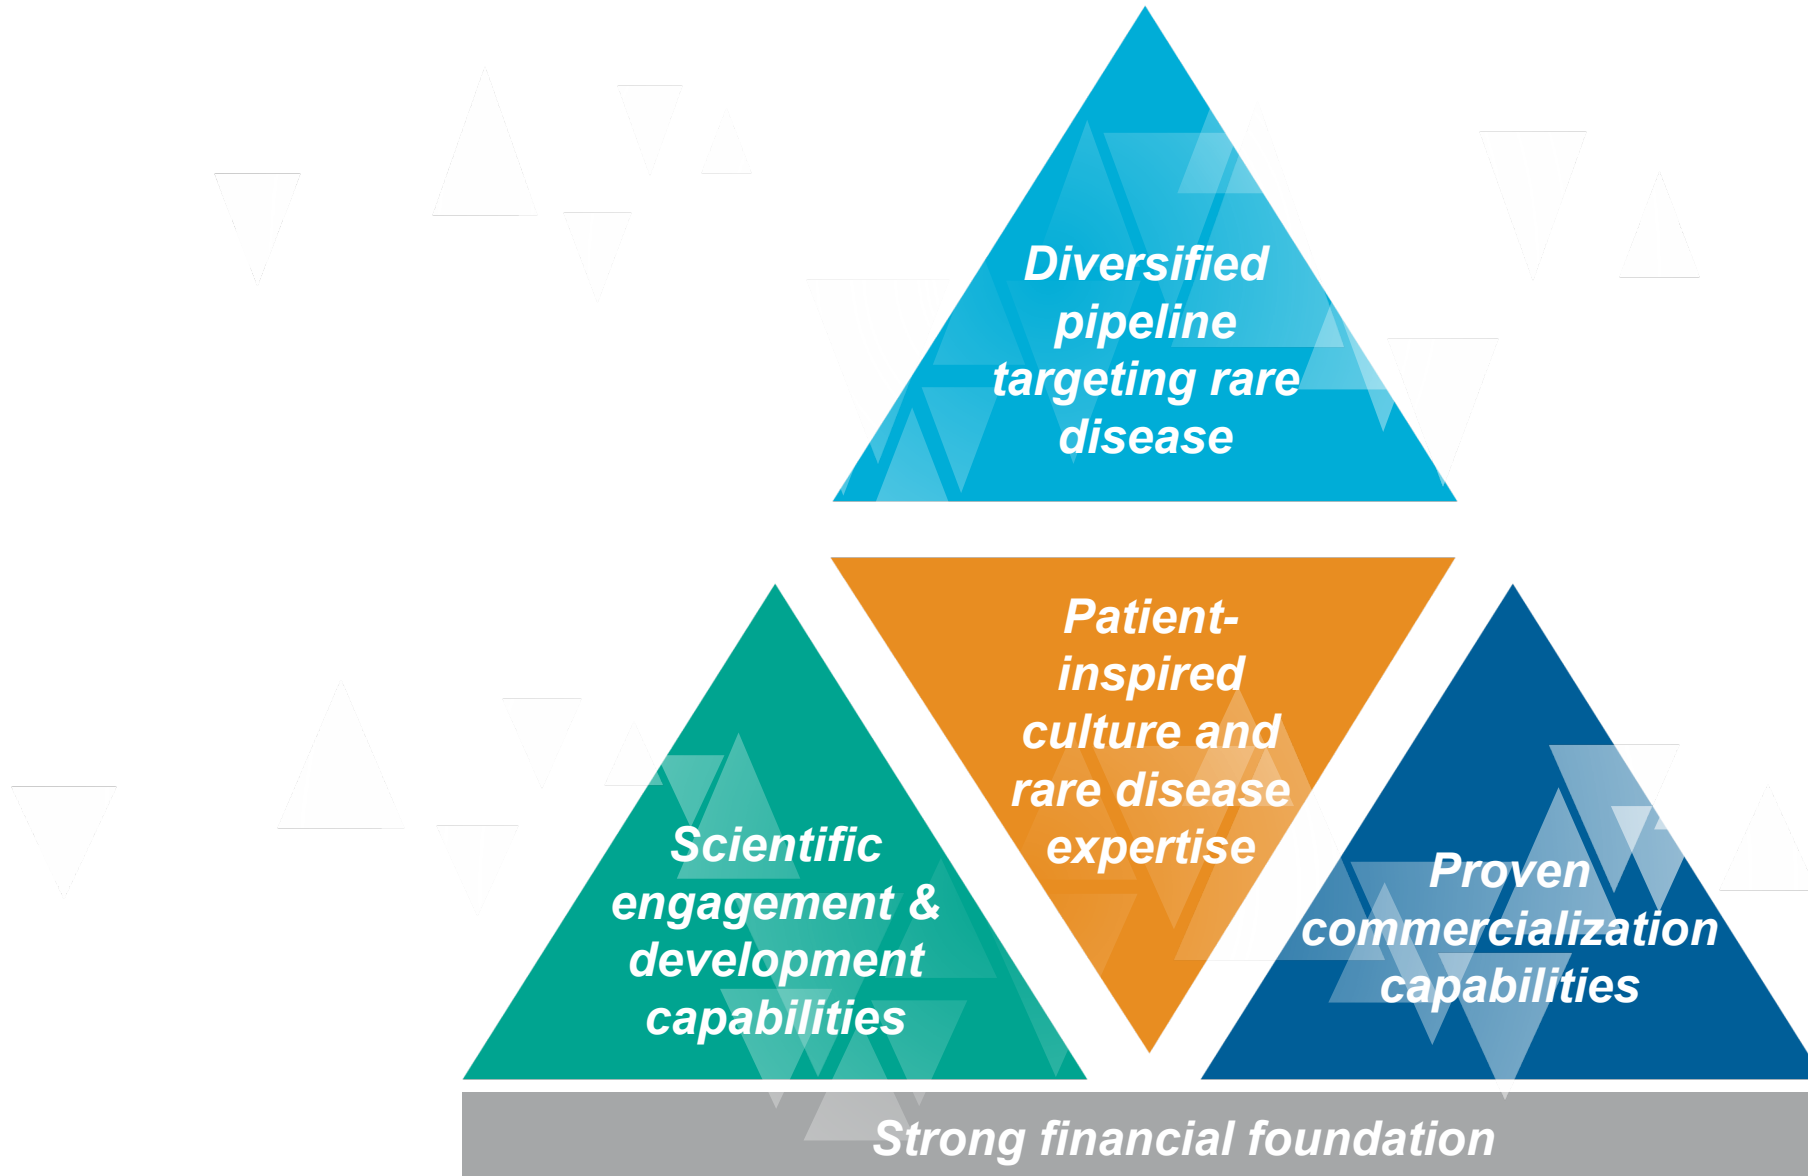 Diversified
pipeline
targeting rare
disease
Patient-
inspired
culture and
rare disease
expertise
Scientific
engagement &
development
capabilities
Proven
commercialization
capabilities
Strong financial foundation